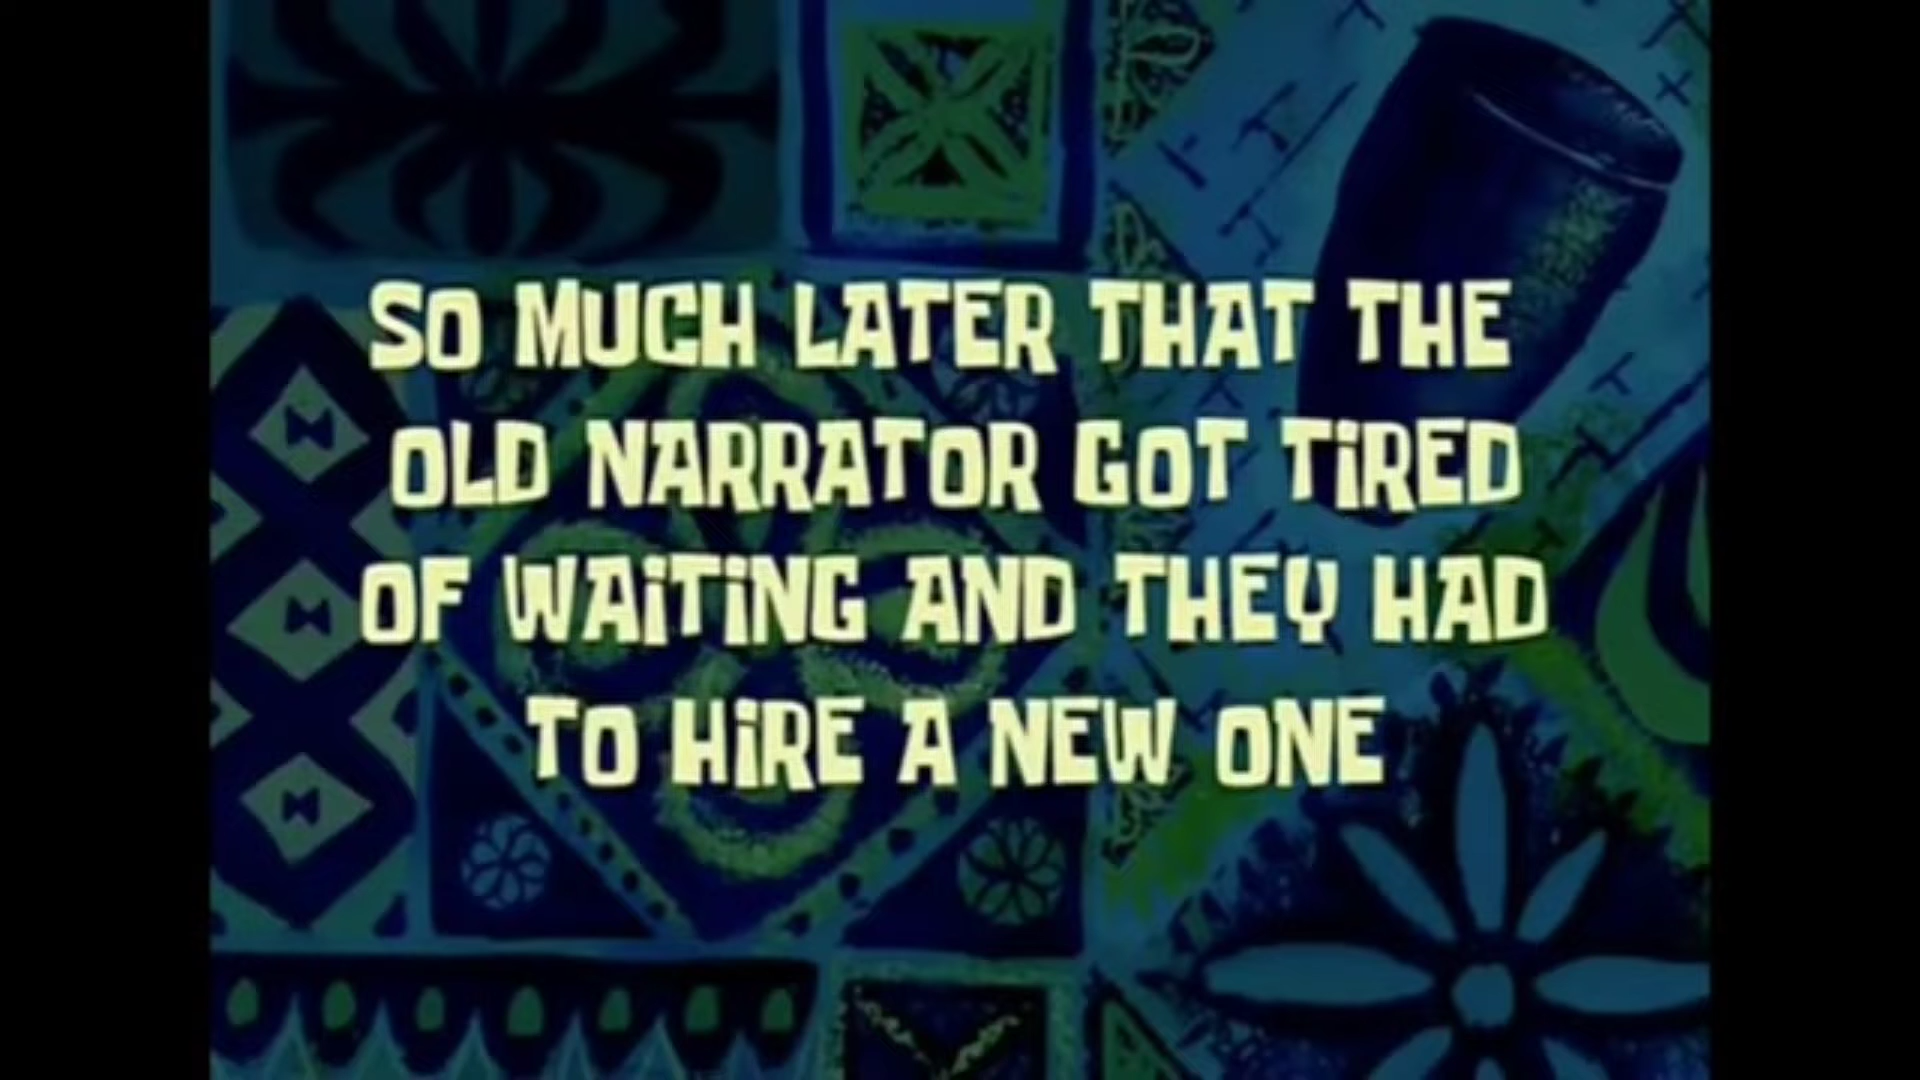 SO MUCH LATER THAT THE
OLD NARRATOR GOT TiRED
OF WAiTiNG AND THEY HAD
TO HiRE A NEW ONE